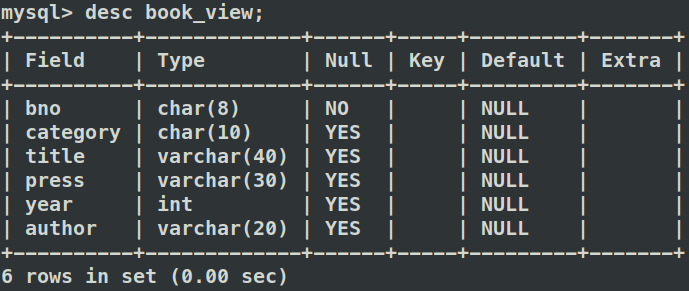 mysql> desc book_view;
+----------+-------------+------+-----+---------+-------+
| Field    | Type        | Null | Key | Default | Extra |
+----------+-------------+------+-----+---------+-------+
| bno      | char(8)     | NO   |     | NULL    |       |
| category | char(10)    | YES  |     | NULL    |       |
| title    | varchar(40) | YES  |     | NULL    |       |
| press    | varchar(30) | YES  |     | NULL    |       |
| year     | int         | YES  |     | NULL    |       |
| author   | varchar(20) | YES  |     | NULL    |       |
+----------+-------------+------+-----+---------+-------+
6 rows in set (0.00 sec)